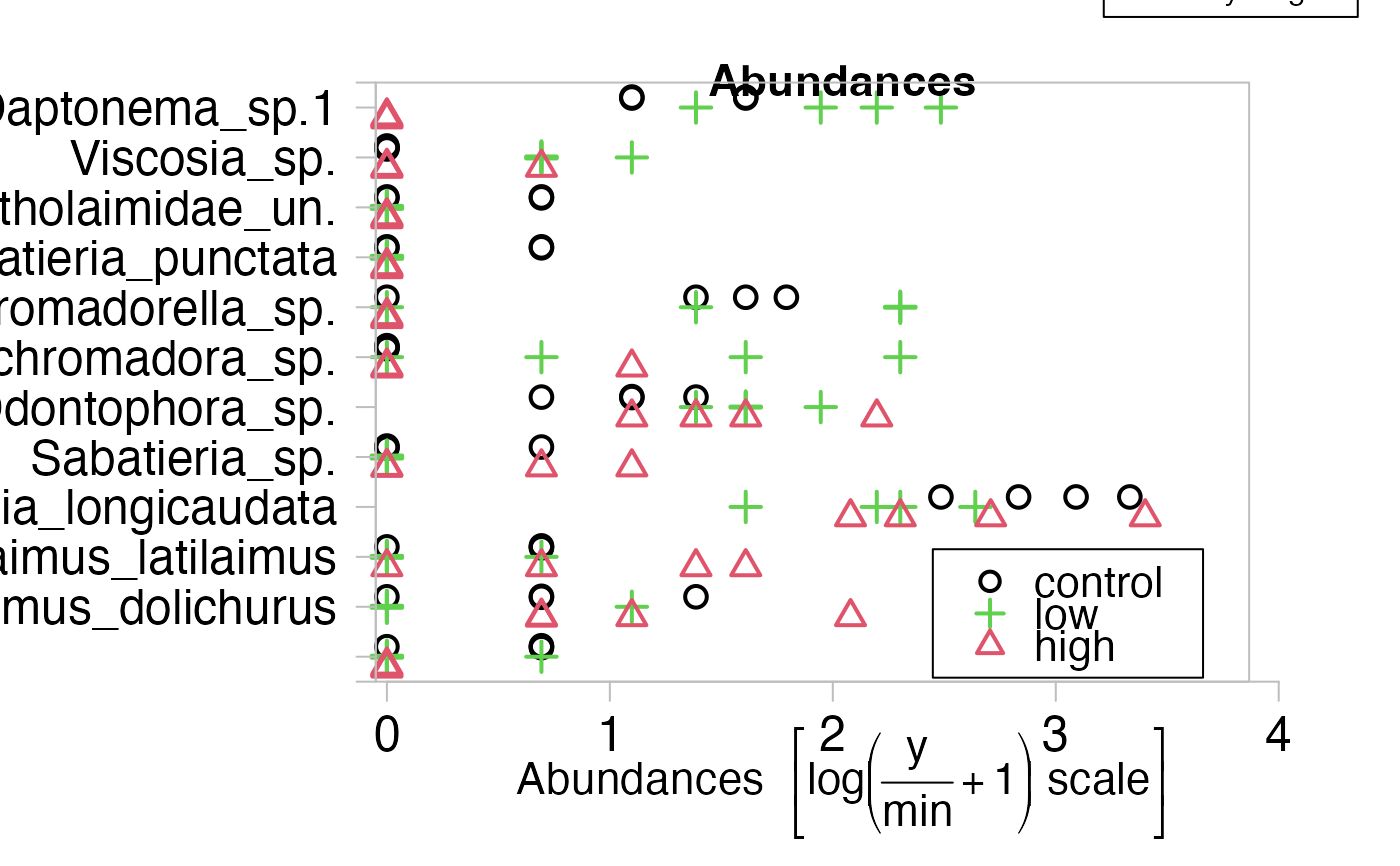 Abundances
Daptonema_sp.1
Viscosia_sp.
tholaimidae_un.
atieria_punctata
romadorella_sp.
chromadora_sp.
Odontophora_sp.
Sabatieria_sp.
ia_longicaudata
aimus_latilaimus
mus_dolichurus
control
low
high
0 1 2 3 4
Abundances [log(y/min + 1) scale]